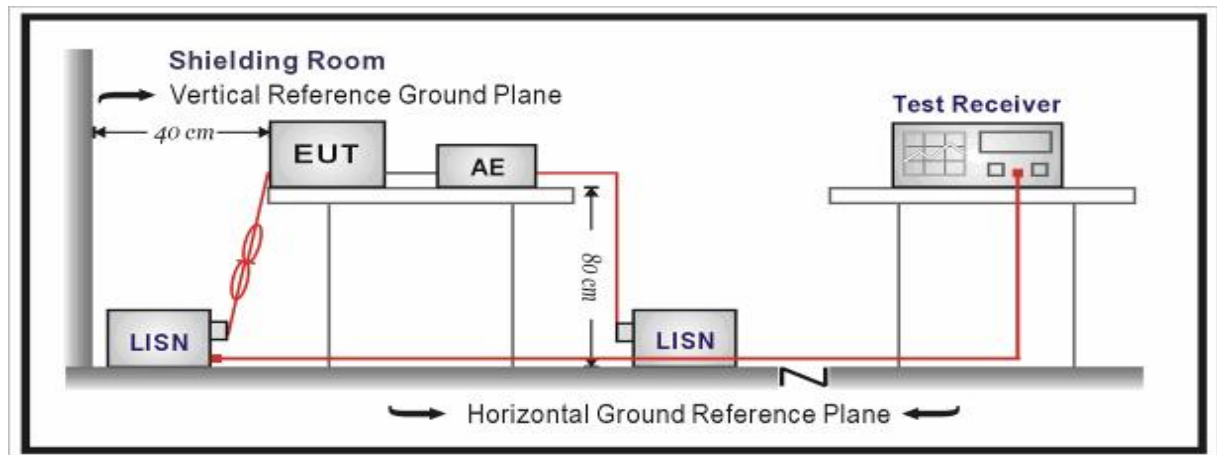 Shielding Room
Vertical Reference Ground Plane
40 cm
EUT
AE
Test Receiver
80 cm
LISN
LISN
Horizontal Ground Reference Plane